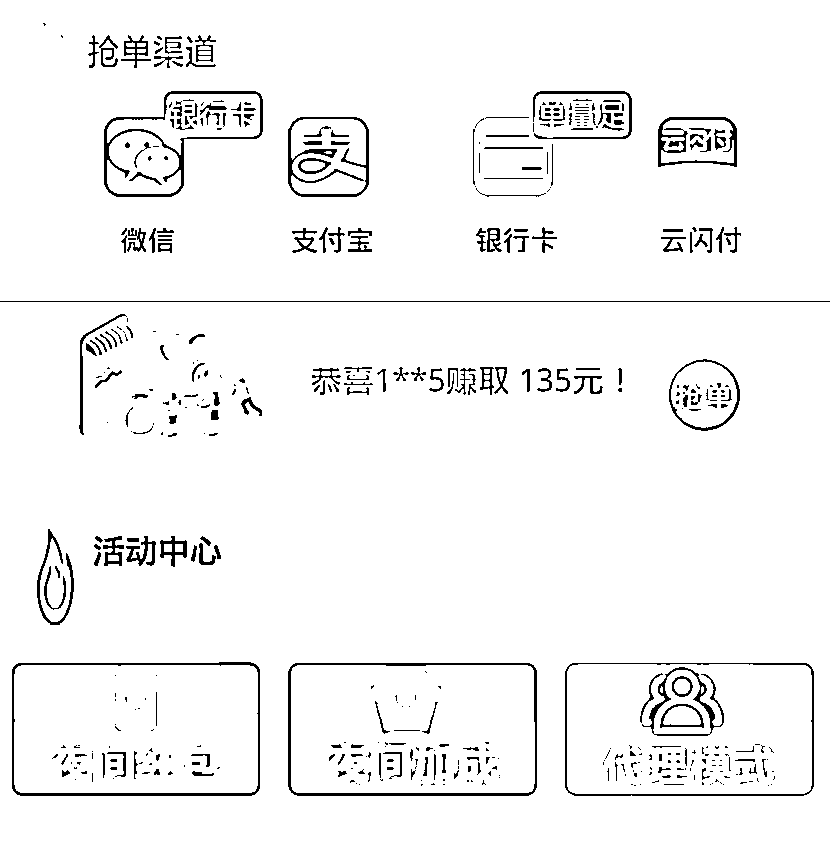 抢单渠道
银行卡 单量足 云闪付
微信 支付宝 银行卡 云闪付
恭喜1**5赚取 135元！
抢单
活动中心
夜间红包 夜间加成 代理模式